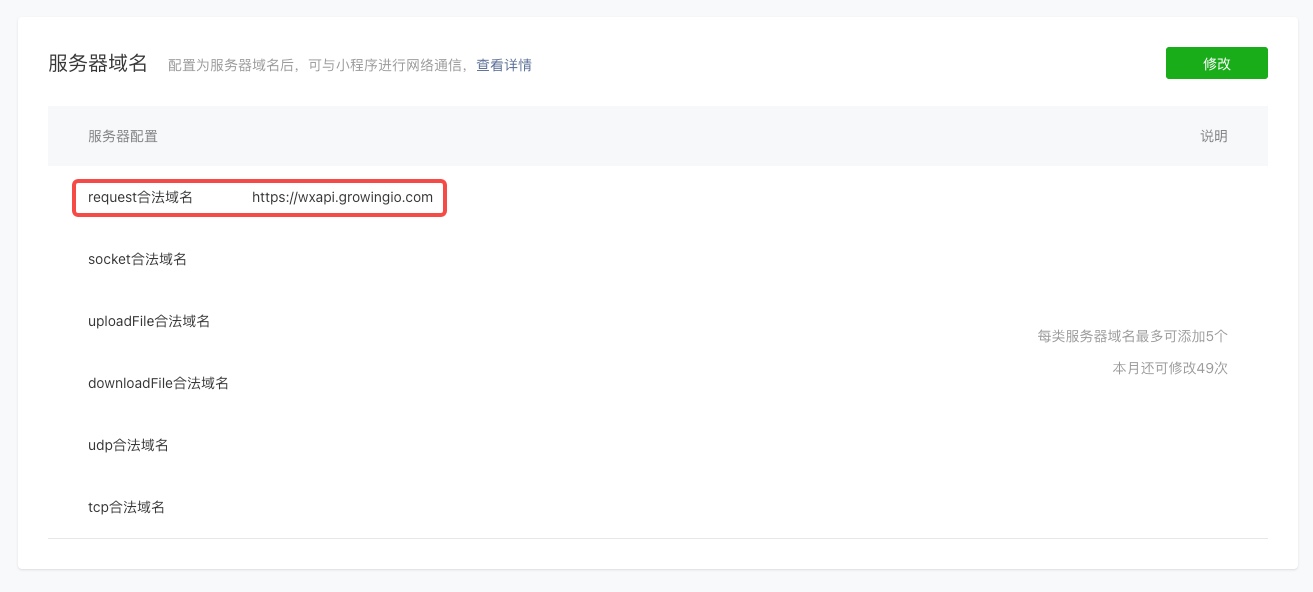 服务器域名 配置为服务器域名后，可与小程序进行网络通信，查看详情 修改
服务器配置 说明
request合法域名 https://wxapi.growingio.com
socket合法域名
uploadFile合法域名
每类服务器域名最多可添加5个
本月还可修改49次
downloadFile合法域名
udp合法域名
tcp合法域名